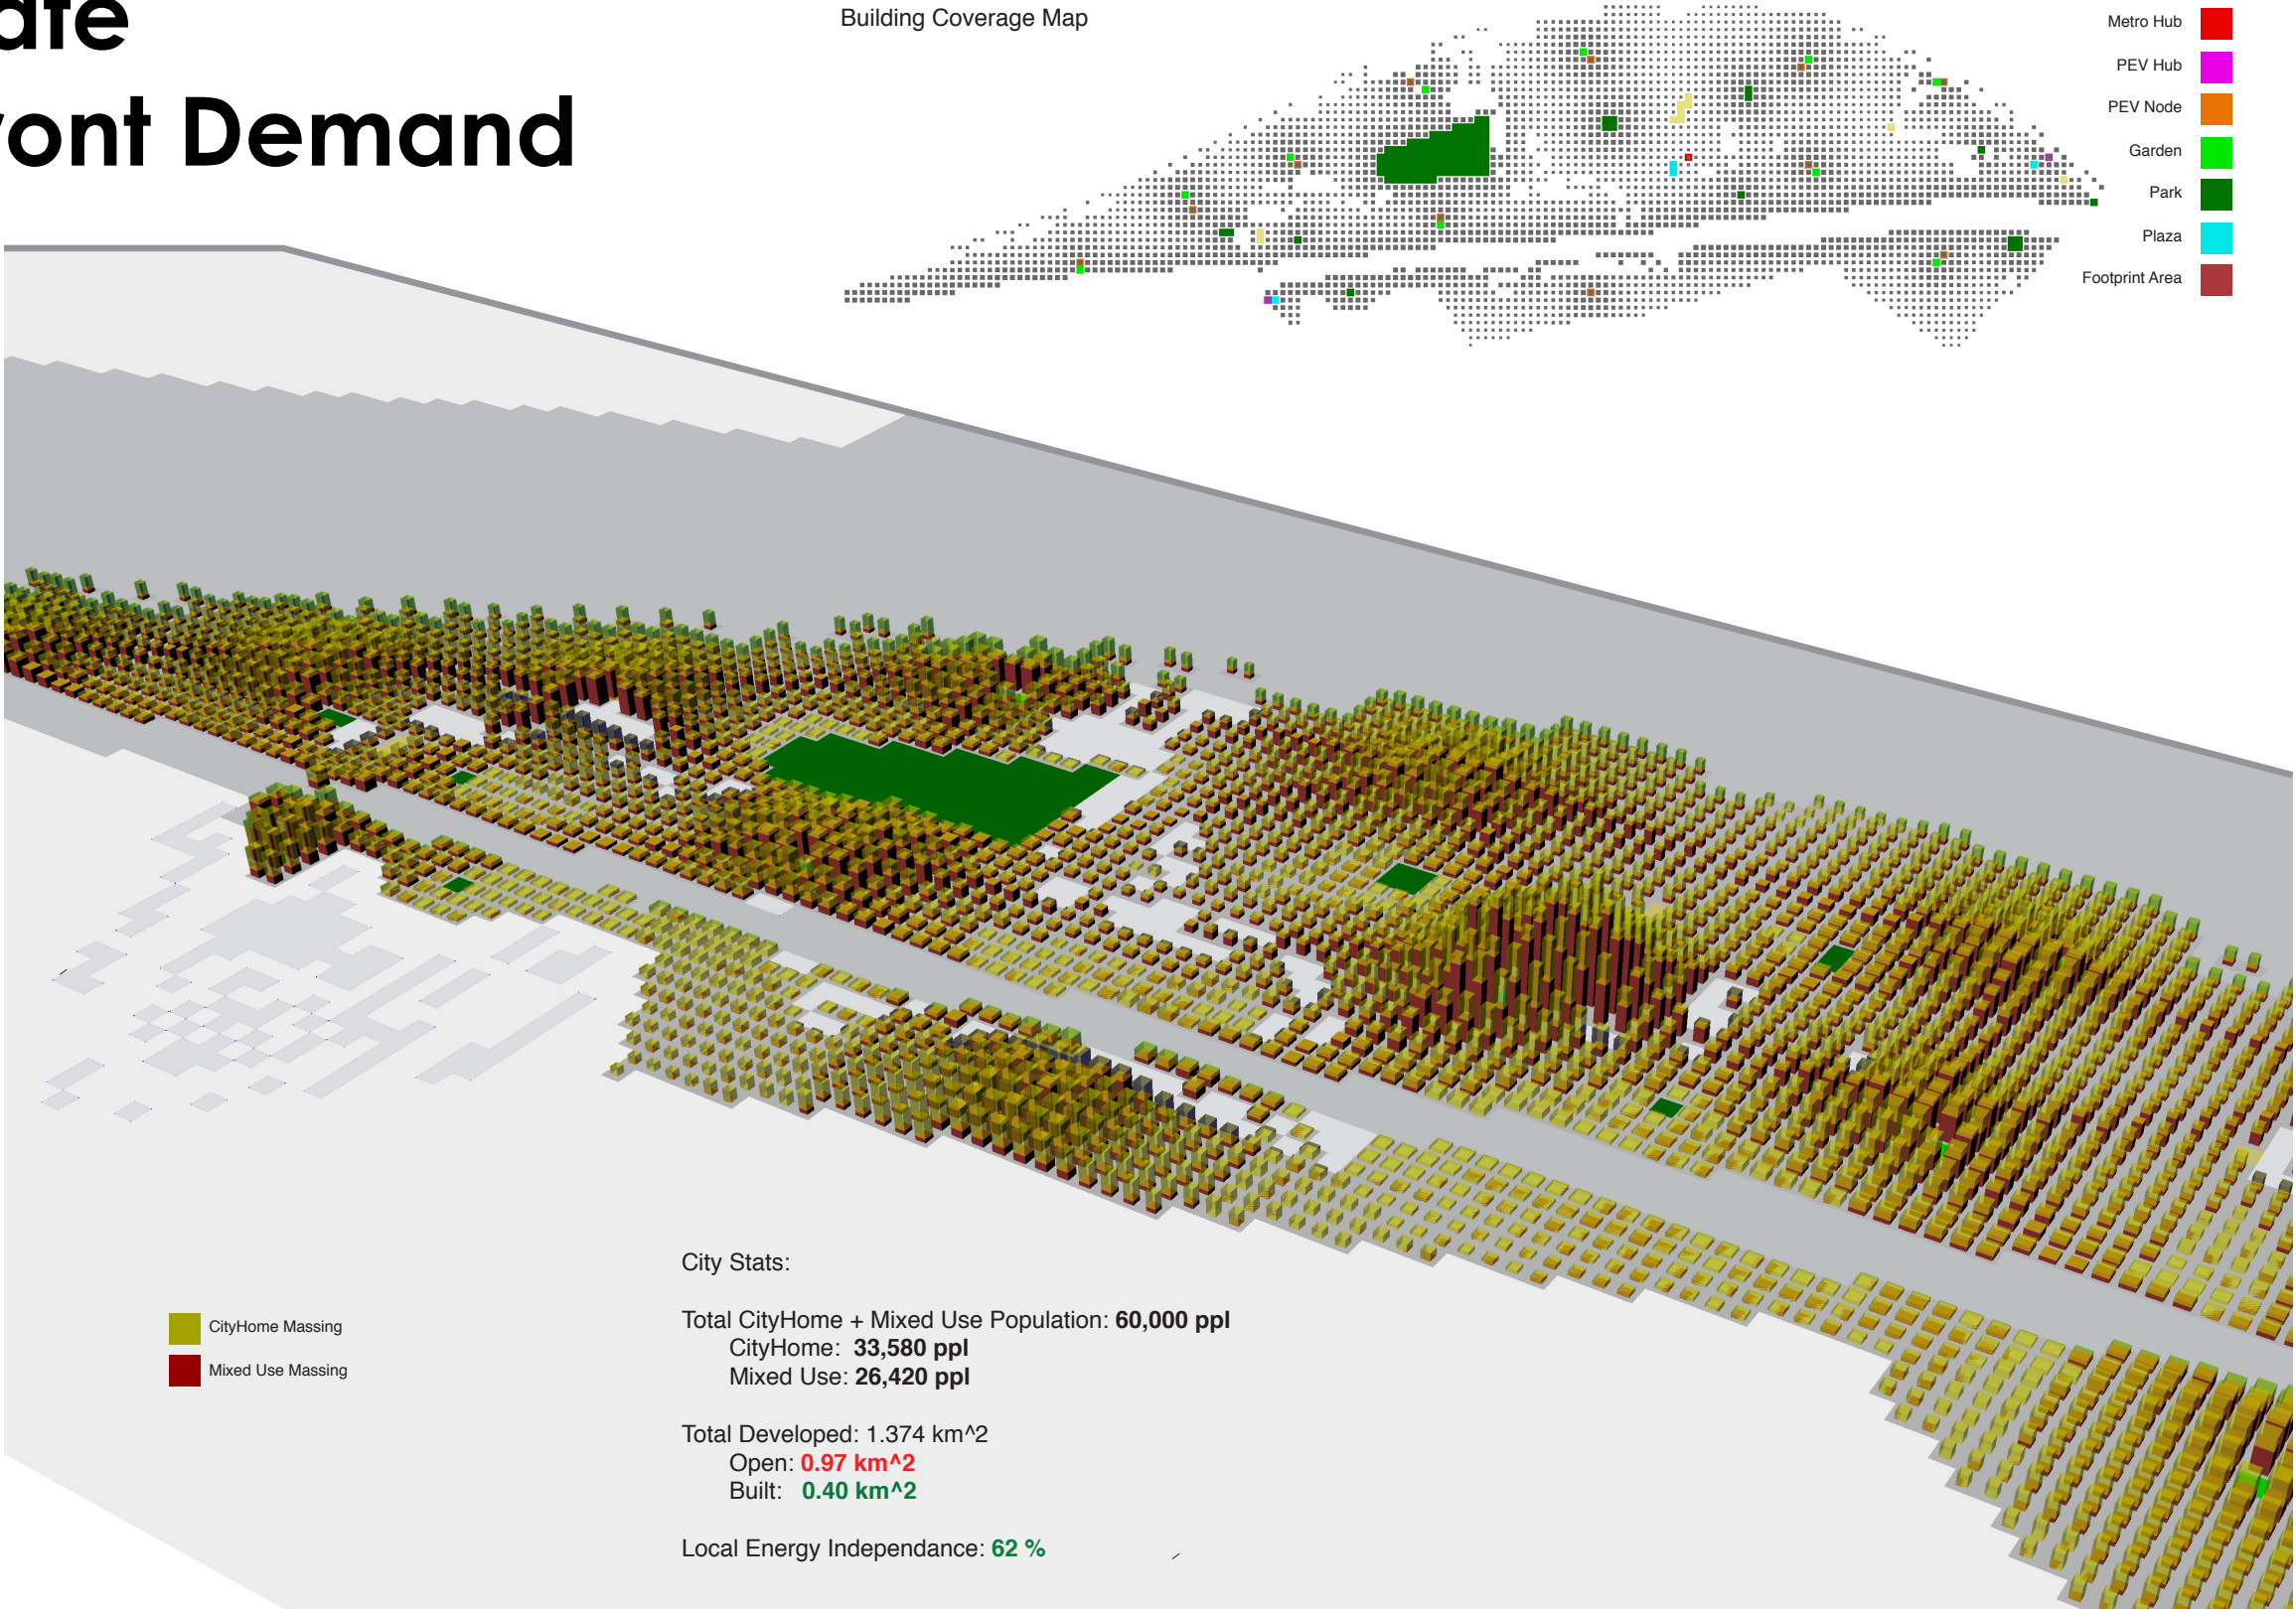 ront Demand
Building Coverage Map
Metro Hub
PEV Hub
PEV Node
Garden
Park
Plaza
Footprint Area
CityHome Massing
Mixed Use Massing
City Stats:
Total CityHome + Mixed Use Population: 60,000 ppl
CityHome: 33,580 ppl
Mixed Use: 26,420 ppl
Total Developed: 1.374 km^2
Open: 0.97 km^2
Built: 0.40 km^2
Local Energy Independance: 62 %